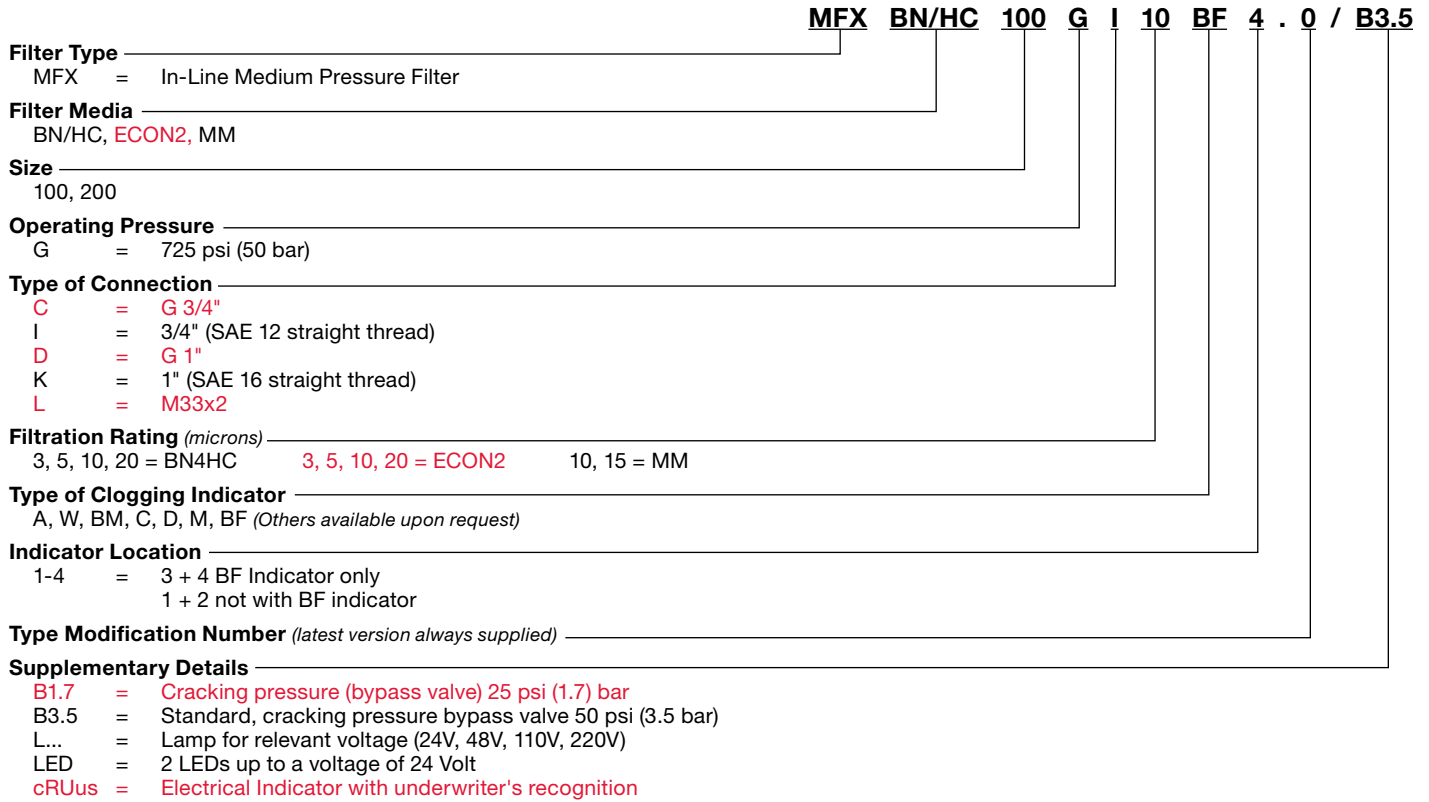 MFX BN/HC 100 G I 10 BF 4 . 0 / B3.5
Filter Type
MFX = In-Line Medium Pressure Filter
Filter Media
BN/HC, ECON2, MM
Size
100, 200
Operating Pressure
G = 725 psi (50 bar)
Type of Connection
C = G 3/4"
I = 3/4" (SAE 12 straight thread)
D = G 1"
K = 1" (SAE 16 straight thread)
L = M33x2
Filtration Rating (microns)
3, 5, 10, 20 = BN4HC 3, 5, 10, 20 = ECON2 10, 15 = MM
Type of Clogging Indicator
A, W, BM, C, D, M, BF (Others available upon request)
Indicator Location
1-4 = 3 + 4 BF Indicator only
1 + 2 not with BF indicator
Type Modification Number (latest version always supplied)
Supplementary Details
B1.7 = Cracking pressure (bypass valve) 25 psi (1.7) bar
B3.5 = Standard, cracking pressure bypass valve 50 psi (3.5 bar)
L... = Lamp for relevant voltage (24V, 48V, 110V, 220V)
LED = 2 LEDs up to a voltage of 24 Volt
cRUus = Electrical Indicator with underwriter's recognition